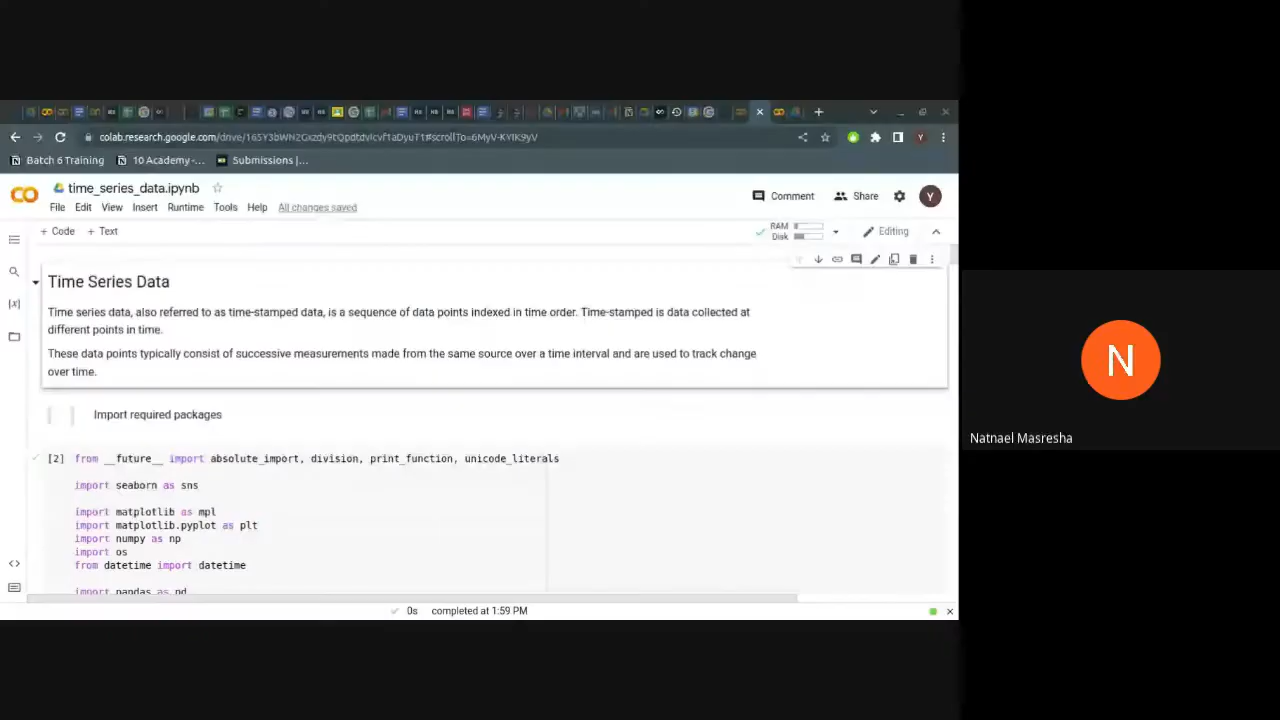 colab.research.google.com/drive/
Batch 6 Training 10 Academy -... Submissions |...
time_series_data.ipynb
File Edit View Insert Runtime Tools Help All changes saved
Comment Share Y
+ Code + Text
RAM
Disk
Editing
Time Series Data
Time series data, also referred to as time-stamped data, is a sequence of data points indexed in time order. Time-stamped is data collected at
different points in time.
These data points typically consist of successive measurements made from the same source over a time interval and are used to track change
over time.
Import required packages
[2] from __future__ import absolute_import, division, print_function, unicode_literals
import seaborn as sns
import matplotlib as mpl
import matplotlib.pyplot as plt
import numpy as np
import os
from datetime import datetime
import pandas as pd
0s completed at 1:59 PM
N
Natnael Masresha